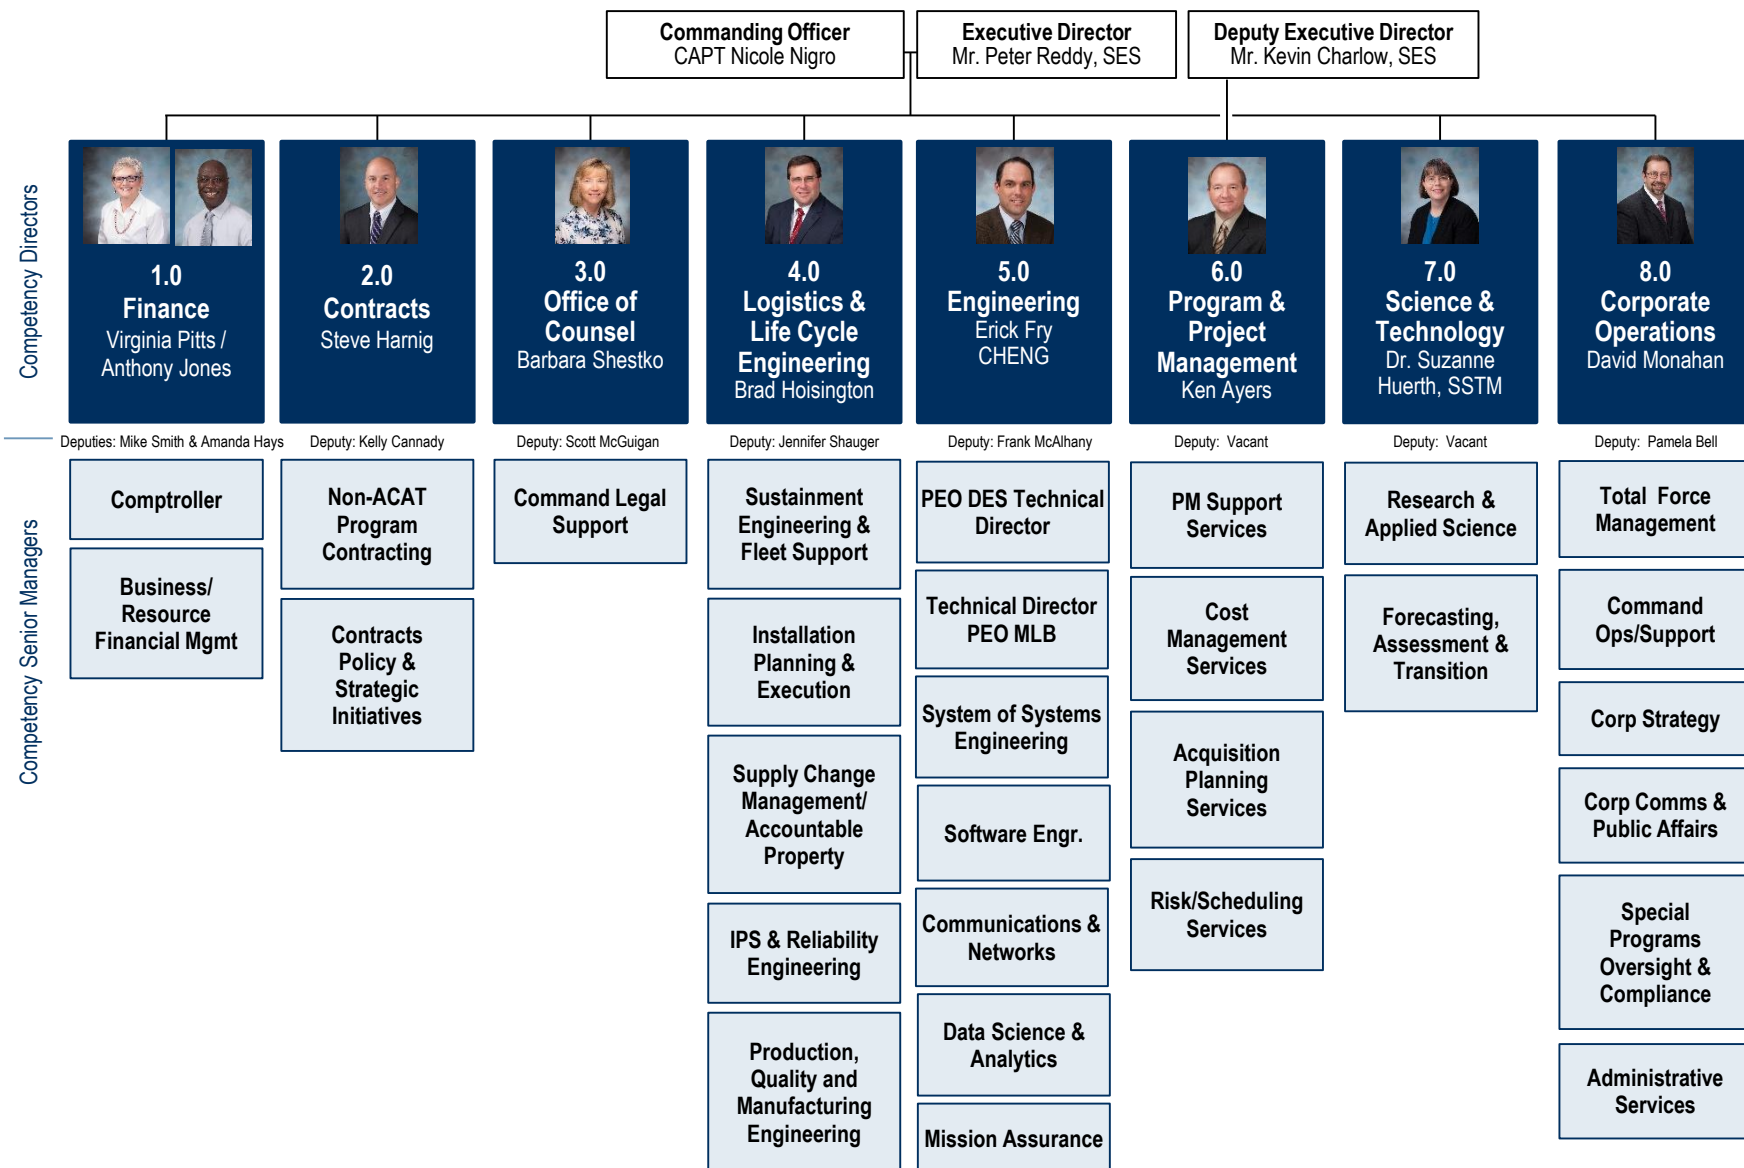 Commanding Officer
CAPT Nicole Nigro
Executive Director
Mr. Peter Reddy, SES
Deputy Executive Director
Mr. Kevin Charlow, SES
Competency Directors
1.0
Finance
Virginia Pitts /
Anthony Jones
2.0
Contracts
Steve Harnig
3.0
Office of
Counsel
Barbara Shestko
4.0
Logistics &
Life Cycle
Engineering
Brad Hoisington
5.0
Engineering
Erick Fry
CHENG
6.0
Program &
Project
Management
Ken Ayers
7.0
Science &
Technology
Dr. Suzanne
Huerth, SSTM
8.0
Corporate
Operations
David Monahan
Deputies: Mike Smith & Amanda Hays
Deputy: Kelly Cannady
Deputy: Scott McGuigan
Deputy: Jennifer Shauger
Deputy: Frank McAlhany
Deputy: Vacant
Deputy: Vacant
Deputy: Pamela Bell
Competency Senior Managers
Comptroller
Business/
Resource
Financial Mgmt
Non-ACAT
Program
Contracting
Contracts
Policy &
Strategic
Initiatives
Command Legal
Support
Sustainment
Engineering &
Fleet Support
Installation
Planning &
Execution
Supply Change
Management/
Accountable
Property
IPS & Reliability
Engineering
Production,
Quality and
Manufacturing
Engineering
PEO DES Technical
Director
Technical Director
PEO MLB
System of Systems
Engineering
Software Engr.
Communications &
Networks
Data Science &
Analytics
Mission Assurance
PM Support
Services
Cost
Management
Services
Acquisition
Planning
Services
Risk/Scheduling
Services
Research &
Applied Science
Forecasting,
Assessment &
Transition
Total Force
Management
Command
Ops/Support
Corp Strategy
Corp Comms &
Public Affairs
Special
Programs
Oversight &
Compliance
Administrative
Services